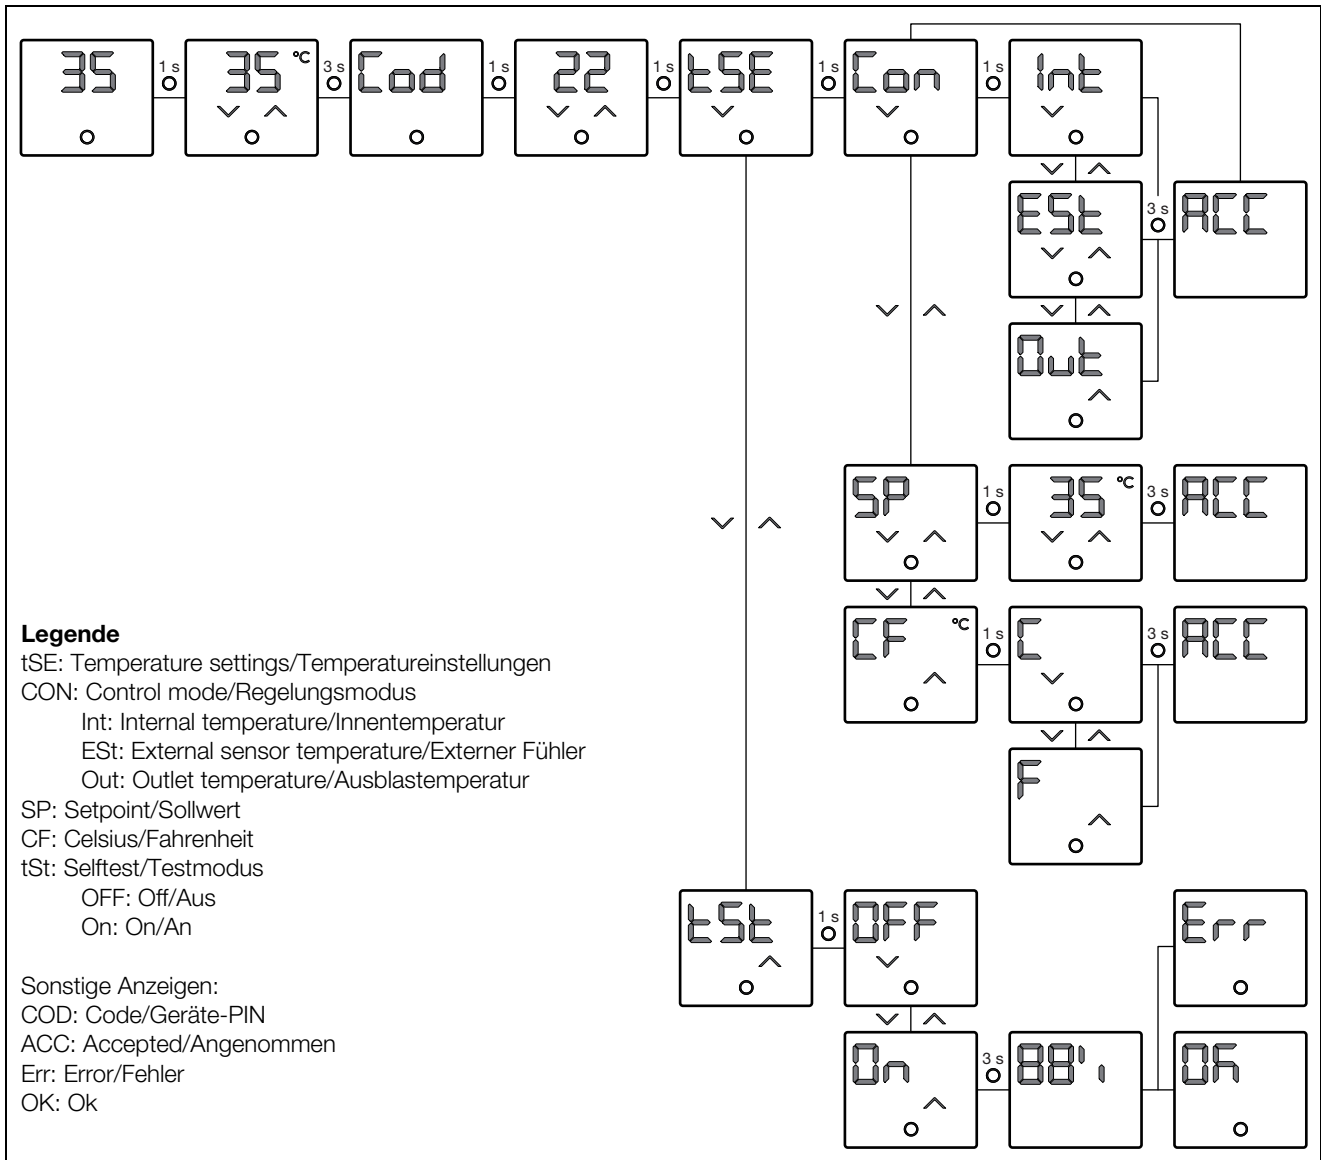 35 1 s 35 °C 3 s Cod 1 s 22 1 s tSE 1 s Con 1 s Int
ESt 3 s ACC
Out
SP 1 s 35 °C 3 s ACC
CF °C 1 s C 3 s ACC
F
Legende
tSE: Temperature settings/Temperatureinstellungen
CON: Control mode/Regelungsmodus
Int: Internal temperature/Innentemperatur
ESt: External sensor temperature/Externer Fühler
Out: Outlet temperature/Ausblastemperatur
SP: Setpoint/Sollwert
CF: Celsius/Fahrenheit
tSt: Selftest/Testmodus
OFF: Off/Aus
On: On/An
Sonstige Anzeigen:
COD: Code/Geräte-PIN
ACC: Accepted/Angenommen
Err: Error/Fehler
OK: Ok
tSt 1 s OFF Err
On 3 s 88 OK